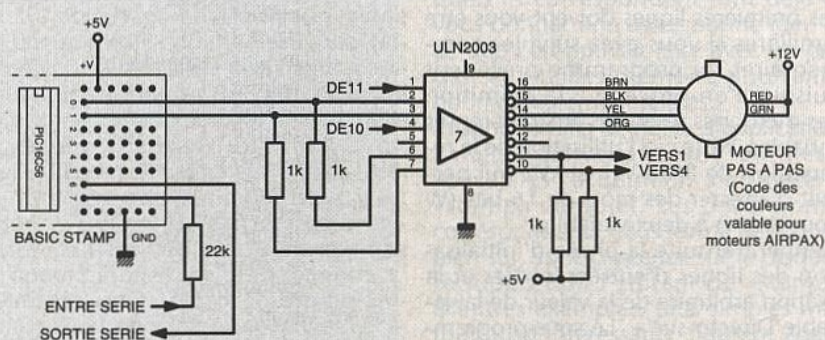 +5V
+V
0
1
2
3
4
5
6
7
PIC16C56
BASIC STAMP
GND
22k
ENTRE SERIE
SORTIE SERIE
1k
1k
DE11
DE10
ULN2003
9
1
2
3
4
5
6
7
7
8
16
15
14
13
12
11
10
BRN
BLK
YEL
ORG
RED
GRN
+12V
VERS1
VERS4
1k
1k
+5V
MOTEUR
PAS A PAS
(Code des
couleurs
valable pour
moteurs AIRPAX)